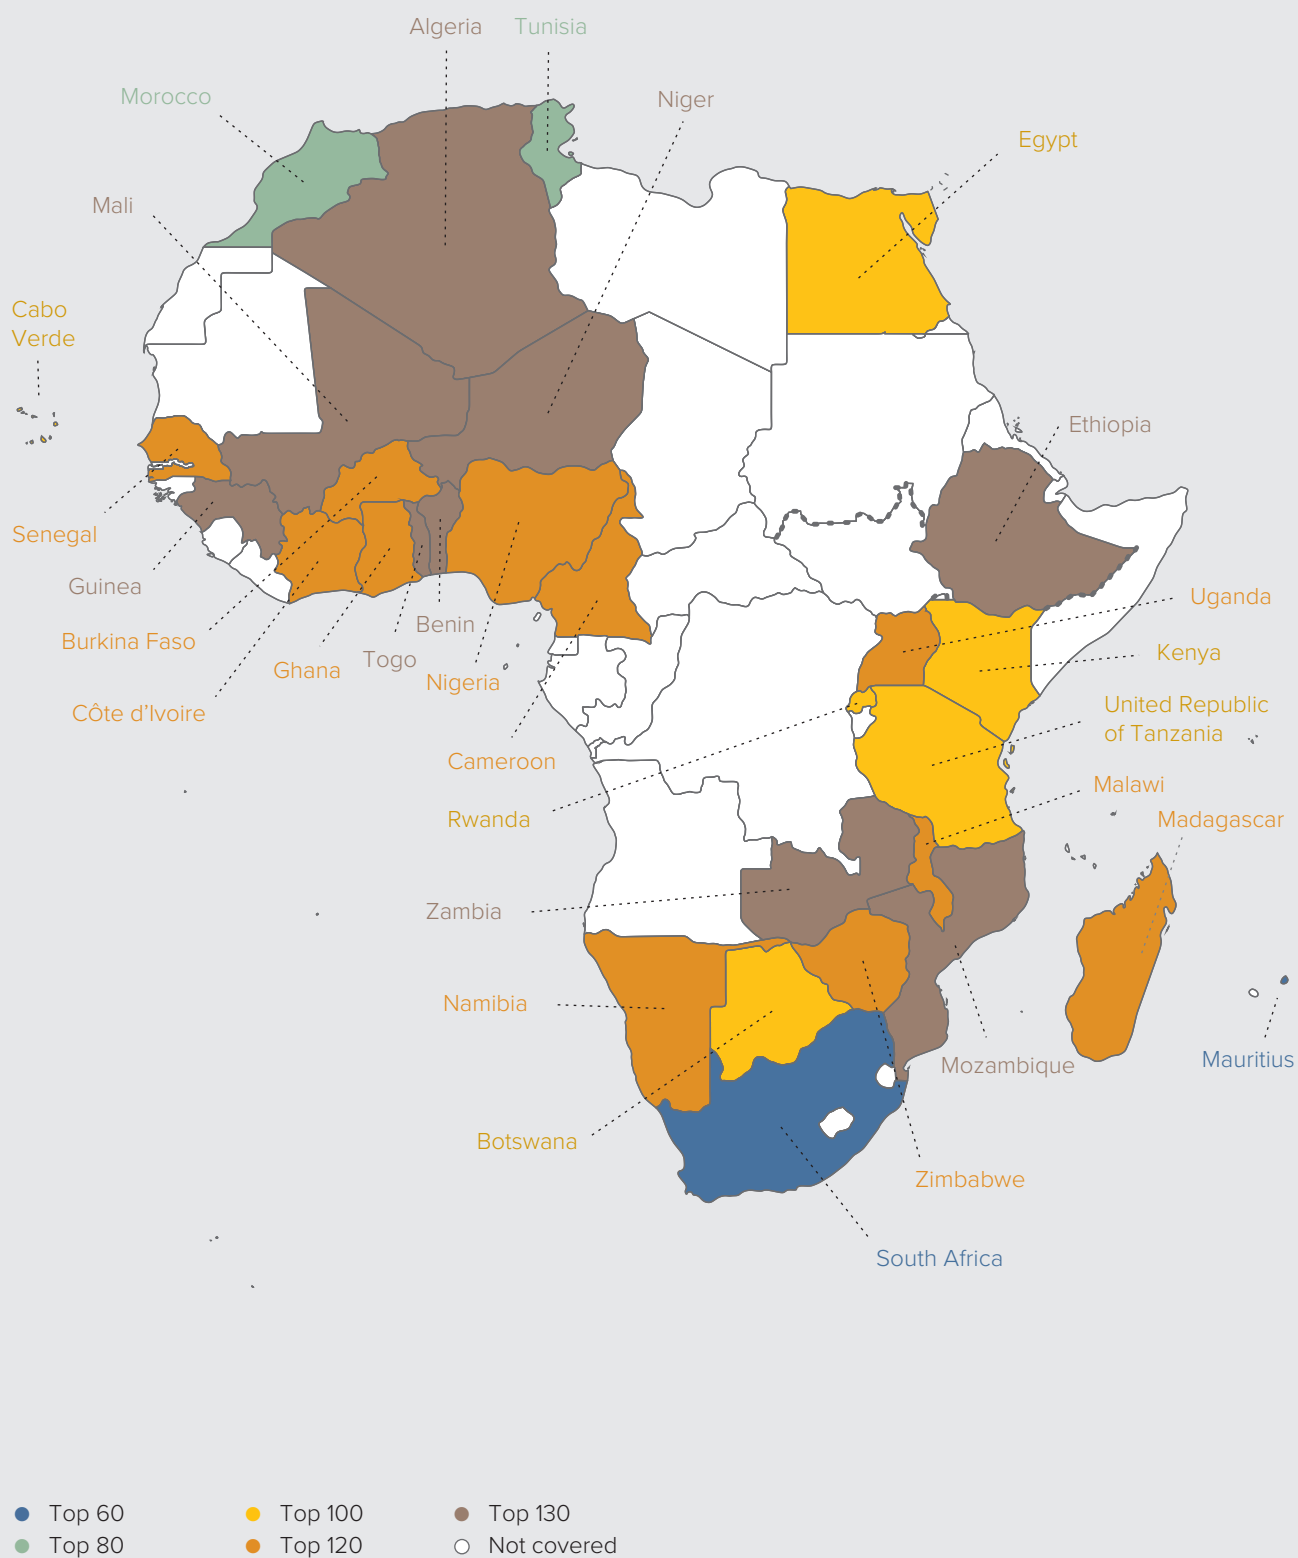 Algeria
Tunisia
Morocco
Niger
Egypt
Mali
Cabo
Verde
Ethiopia
Senegal
Guinea
Uganda
Benin
Burkina Faso
Kenya
Togo
Ghana
Nigeria
United Republic
of Tanzania
Côte d'Ivoire
Cameroon
Malawi
Rwanda
Madagascar
Zambia
Namibia
Mozambique
Mauritius
Botswana
Zimbabwe
South Africa
Top 60
Top 100
Top 130
Top 80
Top 120
Not covered